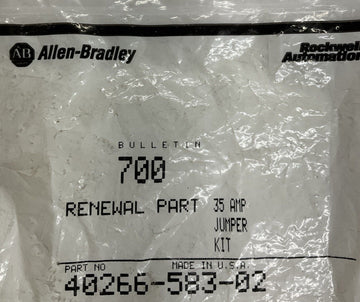 AB Allen-Bradley
Rockwell
Automation
BULLETIN
700
RENEWAL PART 35 AMP
JUMPER
KIT
PART NO MADE IN U.S.A.
40266-583-02